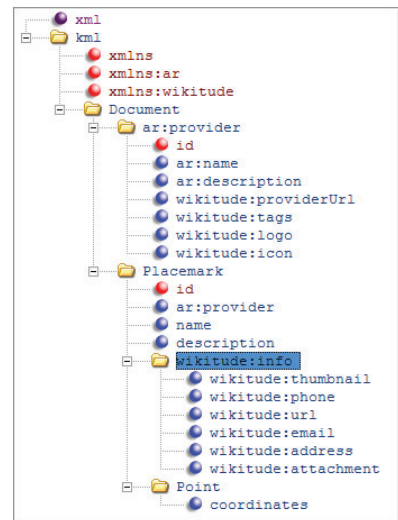 xml
kml
xmlns
xmlns:ar
xmlns:wikitude
Document
ar:provider
id
ar:name
ar:description
wikitude:providerUrl
wikitude:tags
wikitude:logo
wikitude:icon
Placemark
id
ar:provider
name
description
wikitude:info
wikitude:thumbnail
wikitude:phone
wikitude:url
wikitude:email
wikitude:address
wikitude:attachment
Point
coordinates